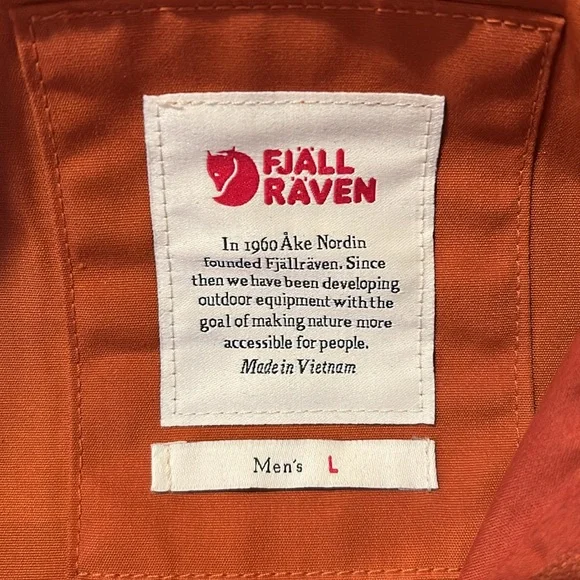 FJÄLL
RÄVEN
In 1960 Åke Nordin
founded Fjällräven. Since
then we have been developing
outdoor equipment with the
goal of making nature more
accessible for people.
Made in Vietnam
Men's L